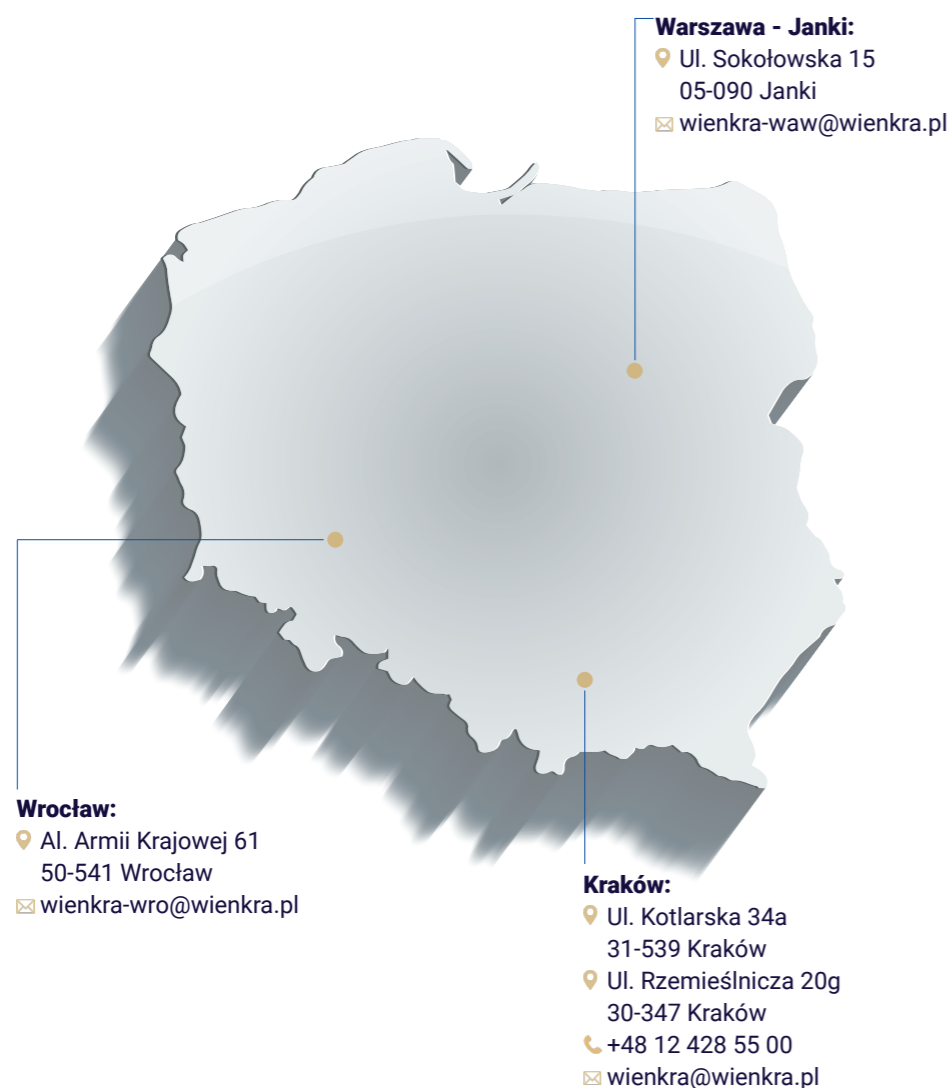 Warszawa - Janki:
Ul. Sokołowska 15
05-090 Janki
wienkra-waw@wienkra.pl
Wrocław:
Al. Armii Krajowej 61
50-541 Wrocław
wienkra-wro@wienkra.pl
Kraków:
Ul. Kotlarska 34a
31-539 Kraków
Ul. Rzemieślnicza 20g
30-347 Kraków
+48 12 428 55 00
wienkra@wienkra.pl